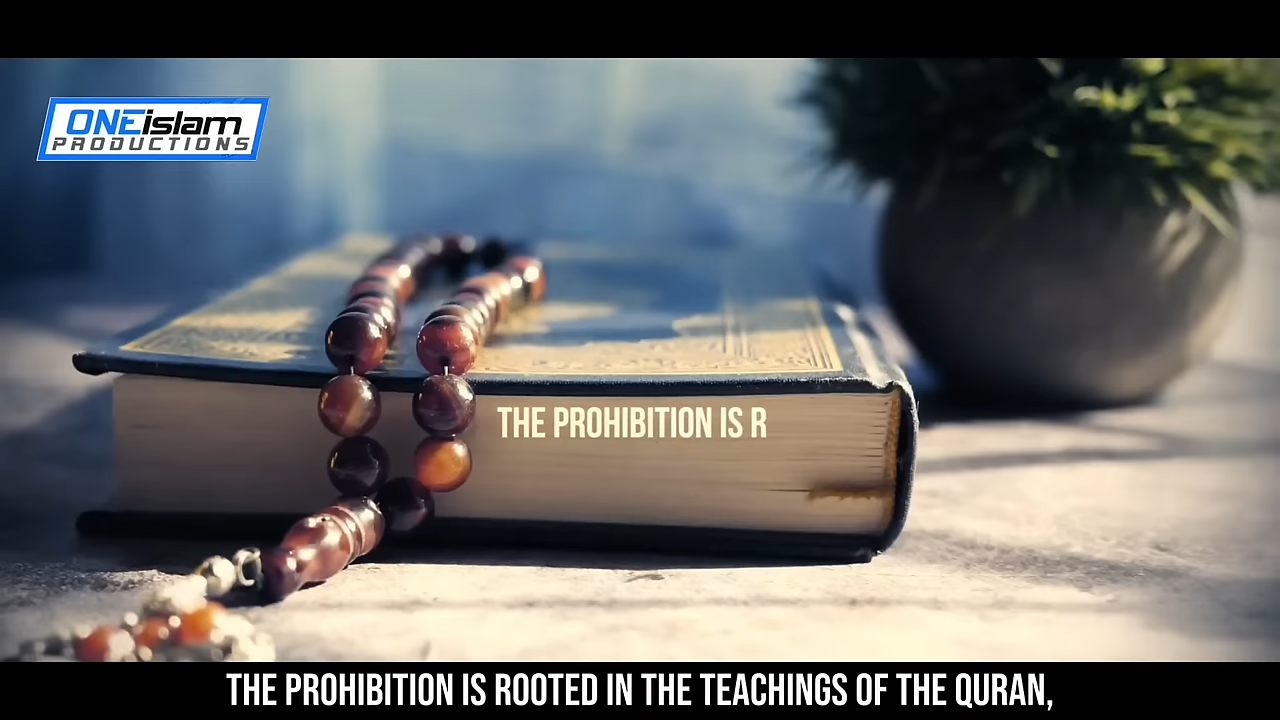 ONEislam
PRODUCTIONS
THE PROHIBITION IS R
THE PROHIBITION IS ROOTED IN THE TEACHINGS OF THE QURAN,